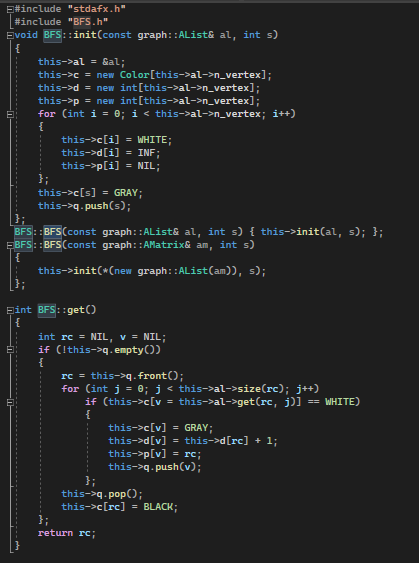 #include "stdafx.h"
#include "BFS.h"
void BFS::init(const graph::AList& al, int s)
{
    this->al = &al;
    this->c = new Color[this->al->n_vertex];
    this->d = new int[this->al->n_vertex];
    this->p = new int[this->al->n_vertex];
    for (int i = 0; i < this->al->n_vertex; i++)
    {
        this->c[i] = WHITE;
        this->d[i] = INF;
        this->p[i] = NIL;
    };
    this->c[s] = GRAY;
    this->q.push(s);
};
BFS::BFS(const graph::AList& al, int s) { this->init(al, s); };
BFS::BFS(const graph::AMatrix& am, int s)
{
    this->init(*(new graph::AList(am)), s);
};
int BFS::get()
{
    int rc = NIL, v = NIL;
    if (!this->q.empty())
    {
        rc = this->q.front();
        for (int j = 0; j < this->al->size(rc); j++)
            if (this->c[v = this->al->get(rc, j)] == WHITE)
            {
                this->c[v] = GRAY;
                this->d[v] = this->d[rc] + 1;
                this->p[v] = rc;
                this->q.push(v);
            };
        this->q.pop();
        this->c[rc] = BLACK;
    };
    return rc;
}